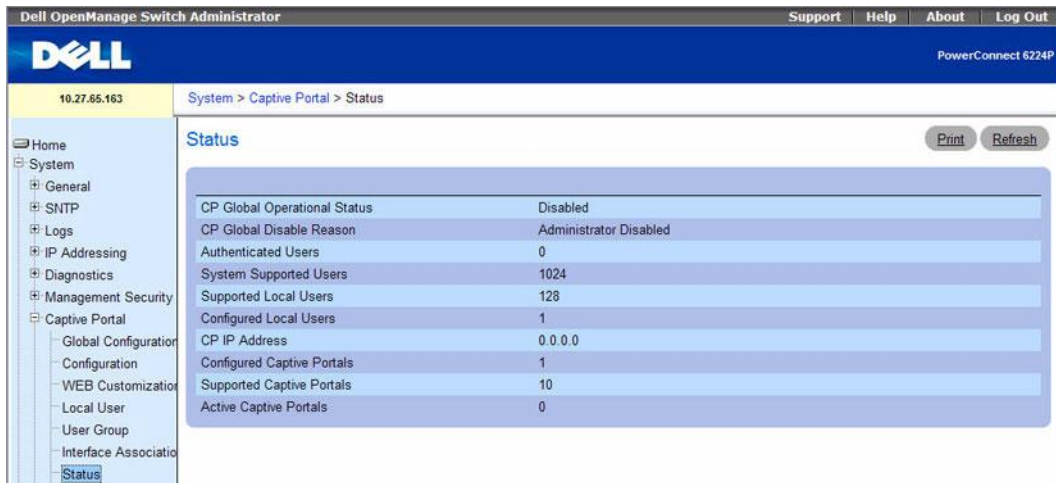 Dell OpenManage Switch Administrator Support Help About Log Out
DELL
PowerConnect 6224P
10.27.65.163
System > Captive Portal > Status
Home
System
General
SNTP
Logs
IP Addressing
Diagnostics
Management Security
Captive Portal
Global Configuration
Configuration
WEB Customization
Local User
User Group
Interface Associatio
Status
Status
Print Refresh
CP Global Operational Status Disabled
CP Global Disable Reason Administrator Disabled
Authenticated Users 0
System Supported Users 1024
Supported Local Users 128
Configured Local Users 1
CP IP Address 0.0.0.0
Configured Captive Portals 1
Supported Captive Portals 10
Active Captive Portals 0